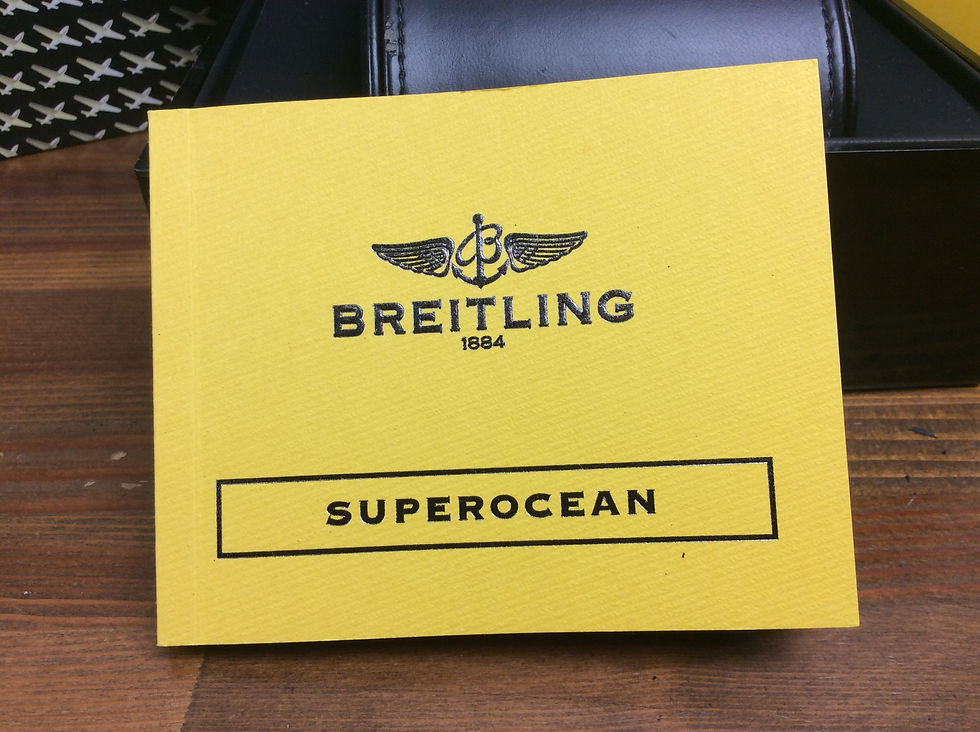 BREITLING
1884
SUPEROCEAN